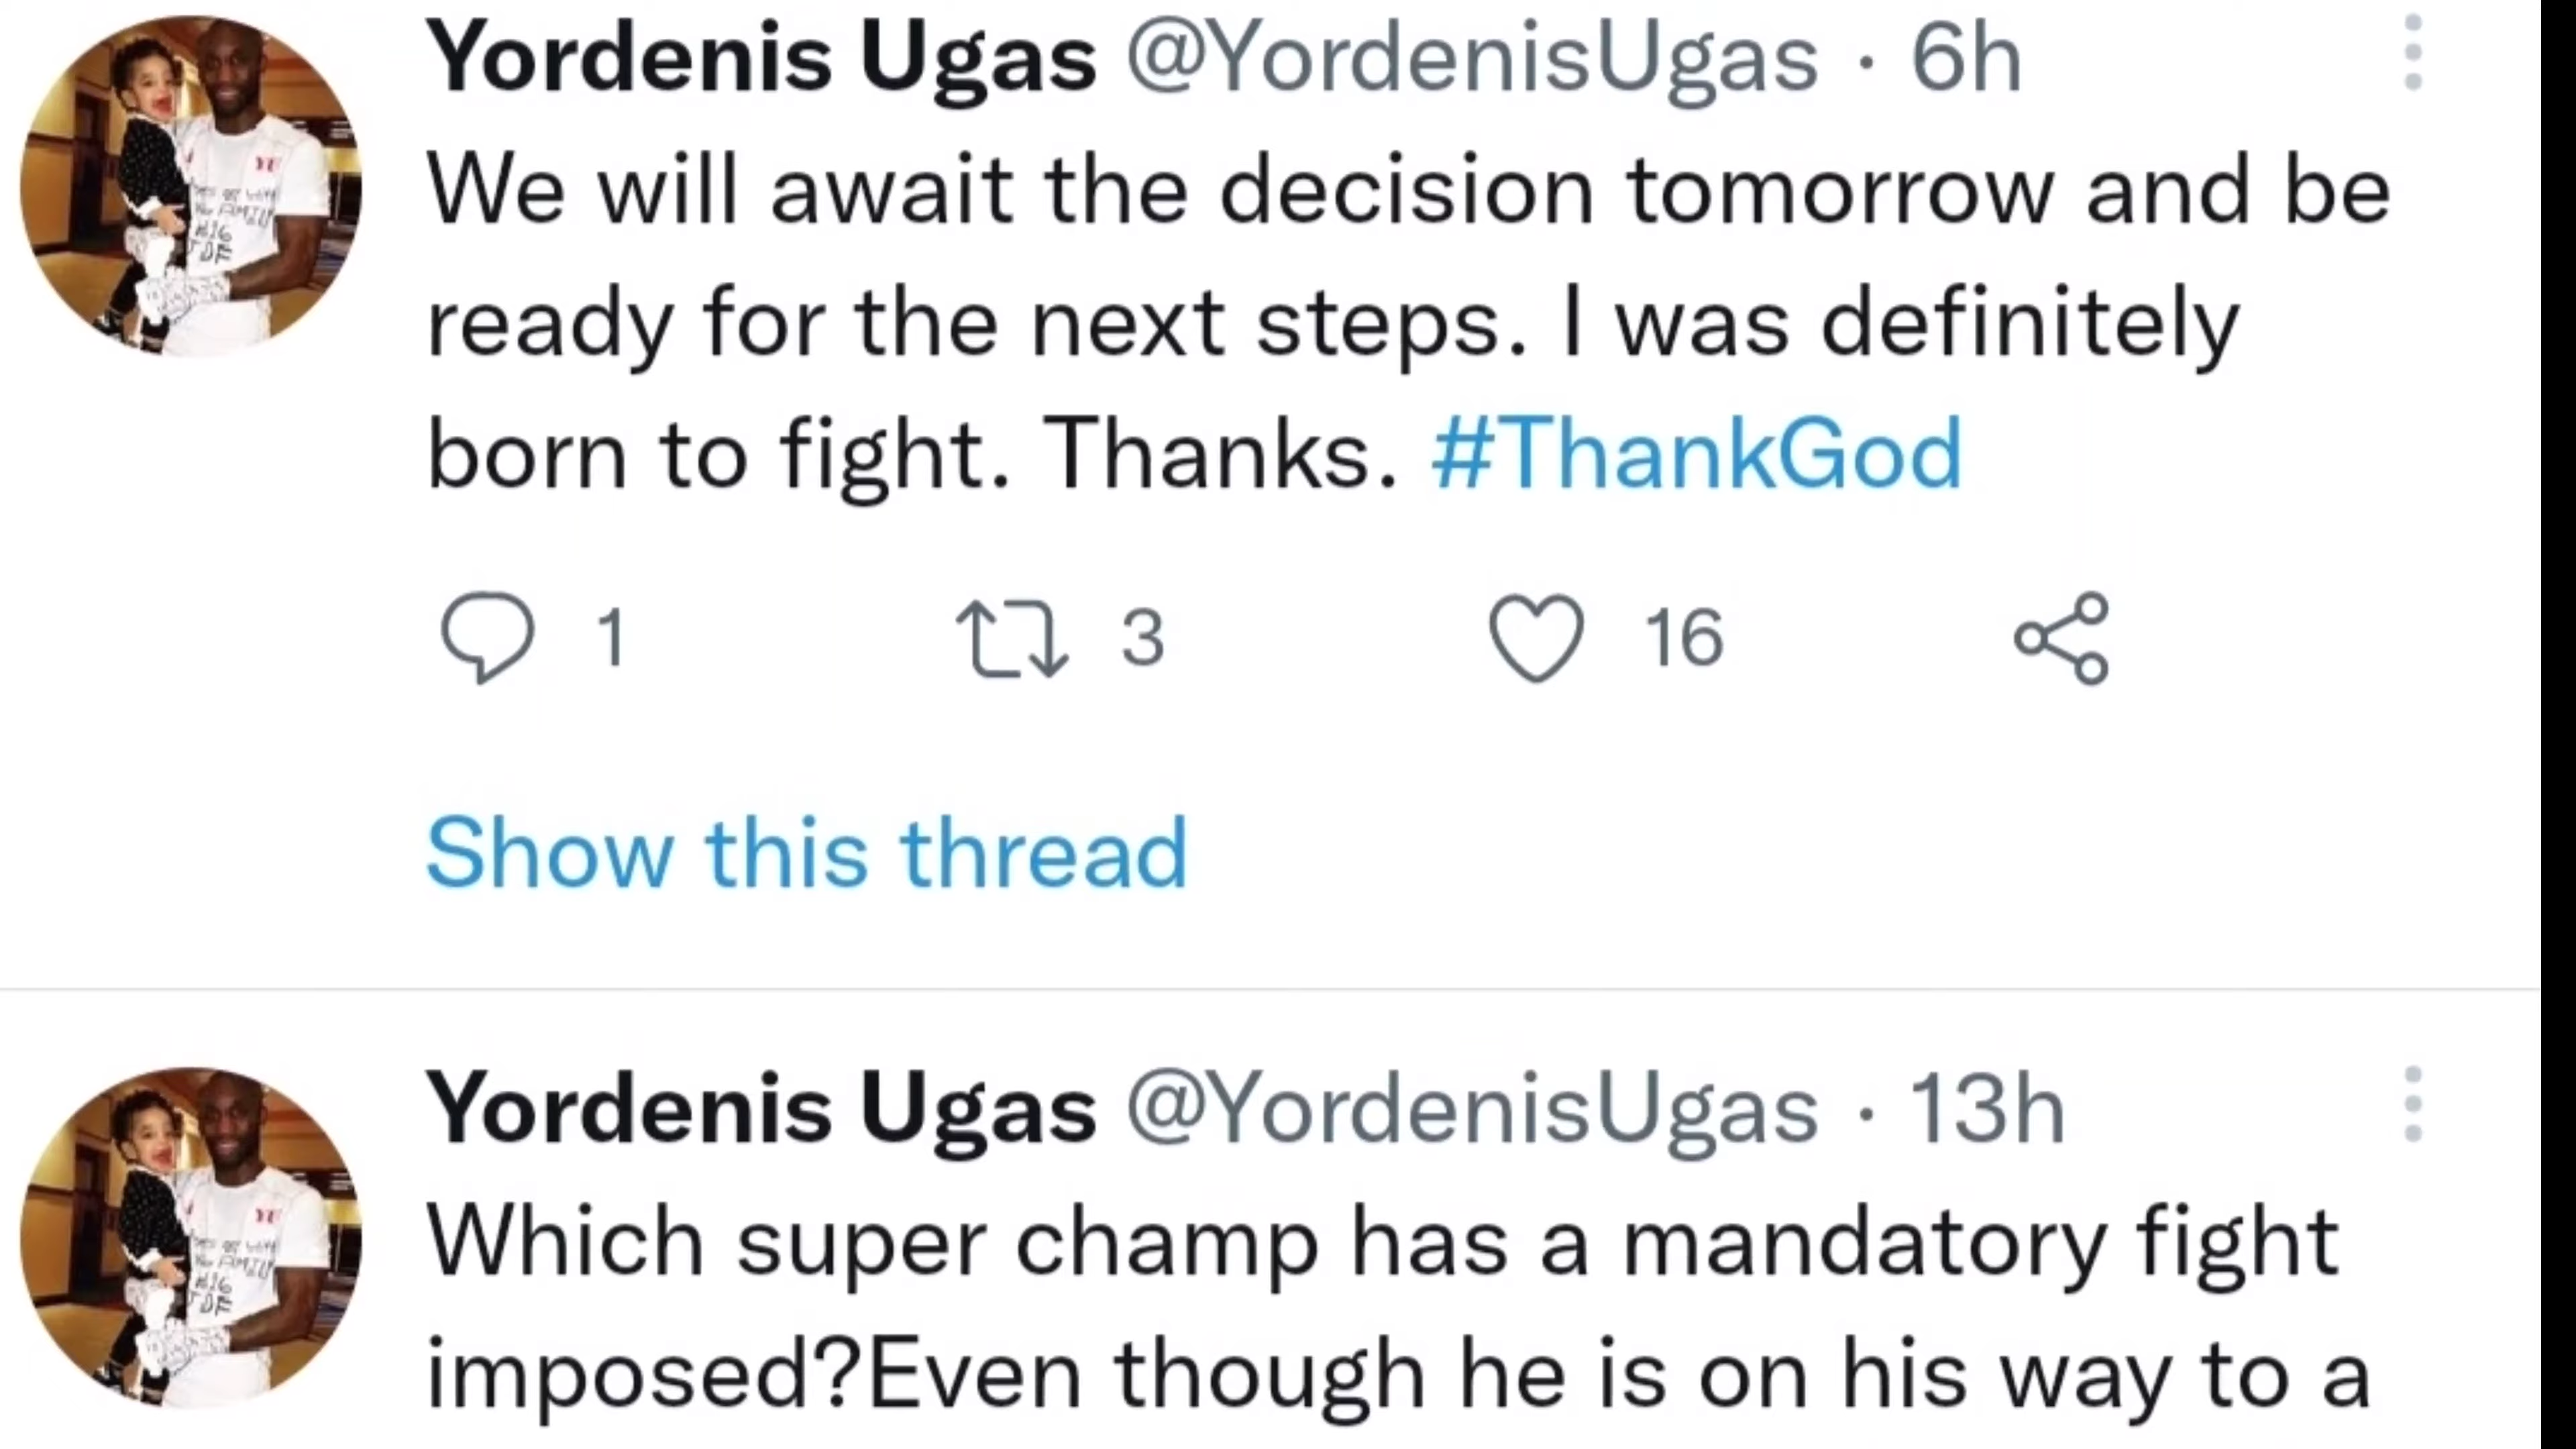 Yordenis Ugas @YordenisUgas · 6h
We will await the decision tomorrow and be
ready for the next steps. I was definitely
born to fight. Thanks. #ThankGod
1 3 16
Show this thread
Yordenis Ugas @YordenisUgas · 13h
Which super champ has a mandatory fight
imposed?Even though he is on his way to a